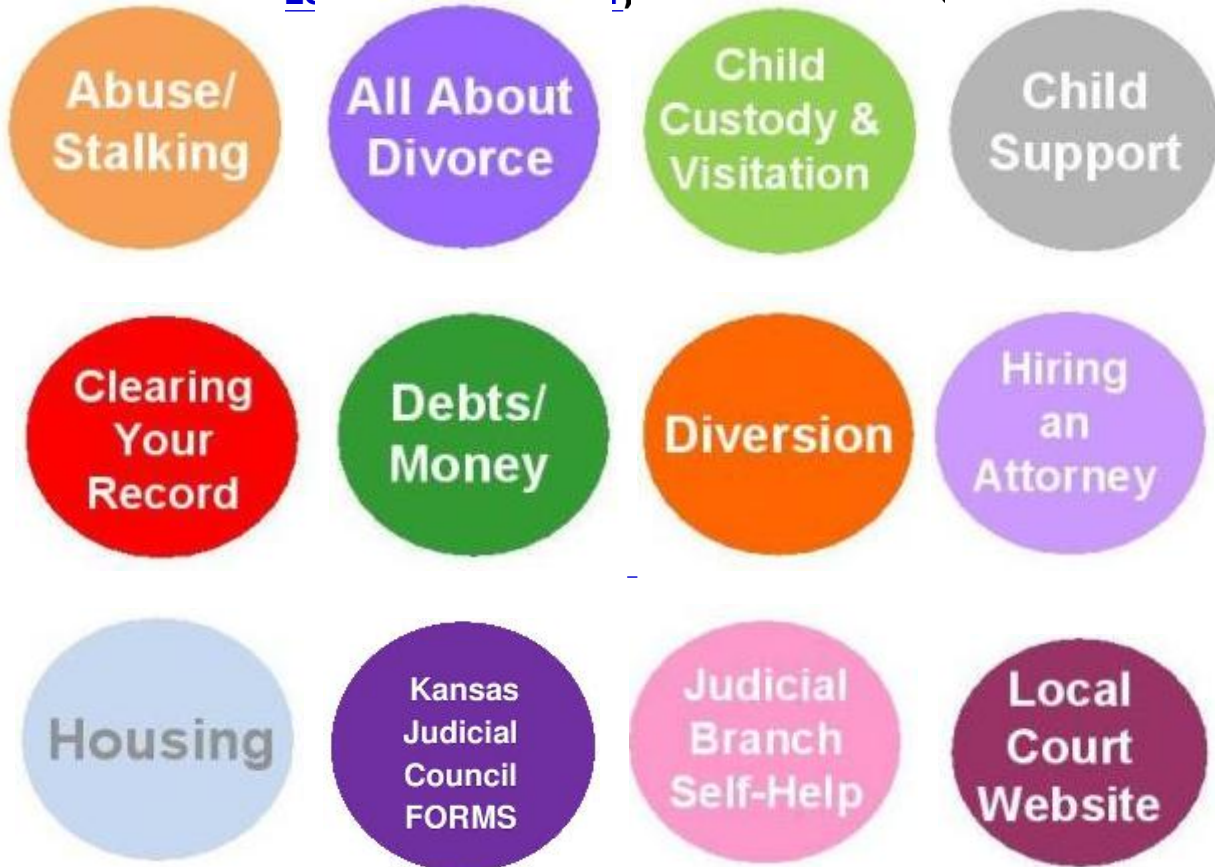 Abuse/
Stalking
All About
Divorce
Child
Custody &
Visitation
Child
Support
Clearing
Your
Record
Debts/
Money
Diversion
Hiring
an
Attorney
Housing
Kansas
Judicial
Council
FORMS
Judicial
Branch
Self-Help
Local
Court
Website